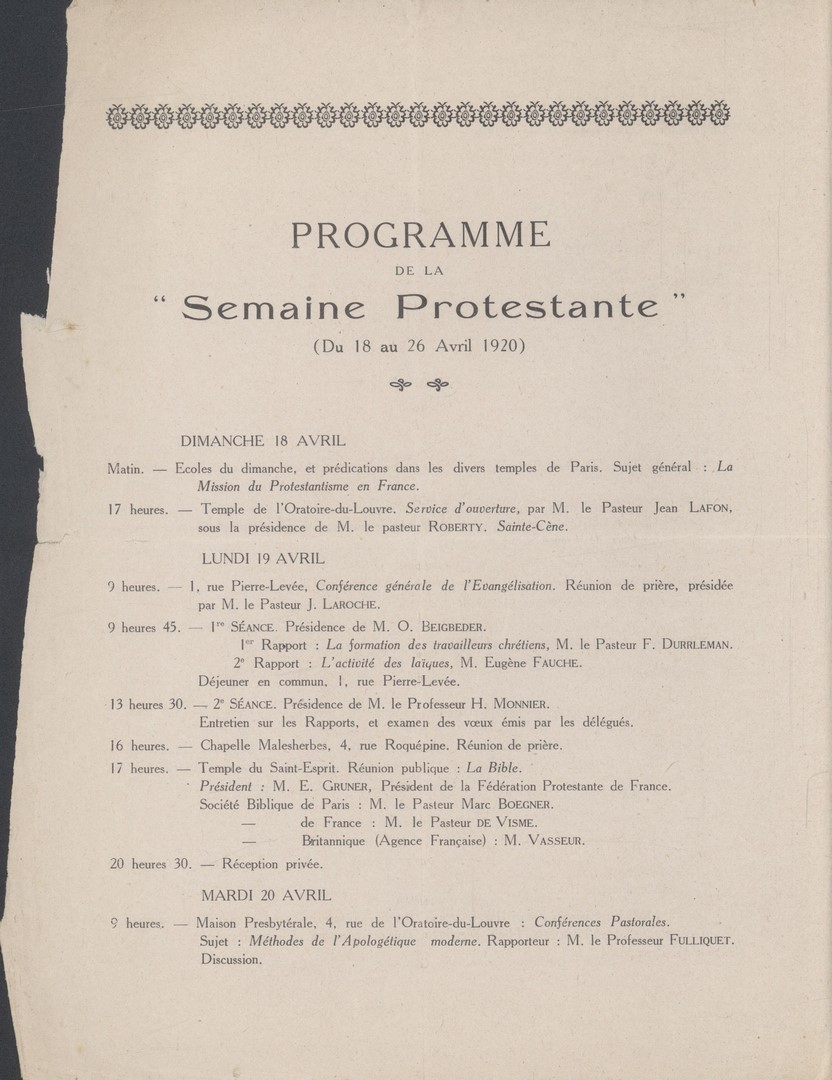 PROGRAMME
DE LA
“ Semaine Protestante ”
(Du 18 au 26 Avril 1920)
DIMANCHE 18 AVRIL
Matin. — Ecoles du dimanche, et prédications dans les divers temples de Paris. Sujet général : La
Mission du Protestantisme en France.
17 heures. — Temple de l'Oratoire-du-Louvre. Service d'ouverture, par M. le Pasteur Jean LAFON,
sous la présidence de M. le pasteur ROBERTY. Sainte-Cène.
LUNDI 19 AVRIL
9 heures. — 1, rue Pierre-Levée, Conférence générale de l'Evangélisation. Réunion de prière, présidée
par M. le Pasteur J. LAROCHE.
9 heures 45. — 1re SÉANCE. Présidence de M. O. BEIGBEDER.
1er Rapport : La formation des travailleurs chrétiens, M. le Pasteur F. DURRLEMAN.
2e Rapport : L'activité des laïques, M. Eugène FAUCHE.
Déjeuner en commun, 1, rue Pierre-Levée.
13 heures 30. — 2e SÉANCE. Présidence de M. le Professeur H. MONNIER.
Entretien sur les Rapports, et examen des vœux émis par les délégués.
16 heures. — Chapelle Malesherbes, 4, rue Roquépine. Réunion de prière.
17 heures. — Temple du Saint-Esprit. Réunion publique : La Bible.
Président : M. E. GRUNER, Président de la Fédération Protestante de France.
Société Biblique de Paris : M. le Pasteur Marc BOEGNER.
— de France : M. le Pasteur DE VISME.
— Britannique (Agence Française) : M. VASSEUR.
20 heures 30. — Réception privée.
MARDI 20 AVRIL
9 heures. — Maison Presbytérale, 4, rue de l'Oratoire-du-Louvre : Conférences Pastorales.
Sujet : Méthodes de l'Apologétique moderne. Rapporteur : M. le Professeur FULLIQUET.
Discussion.